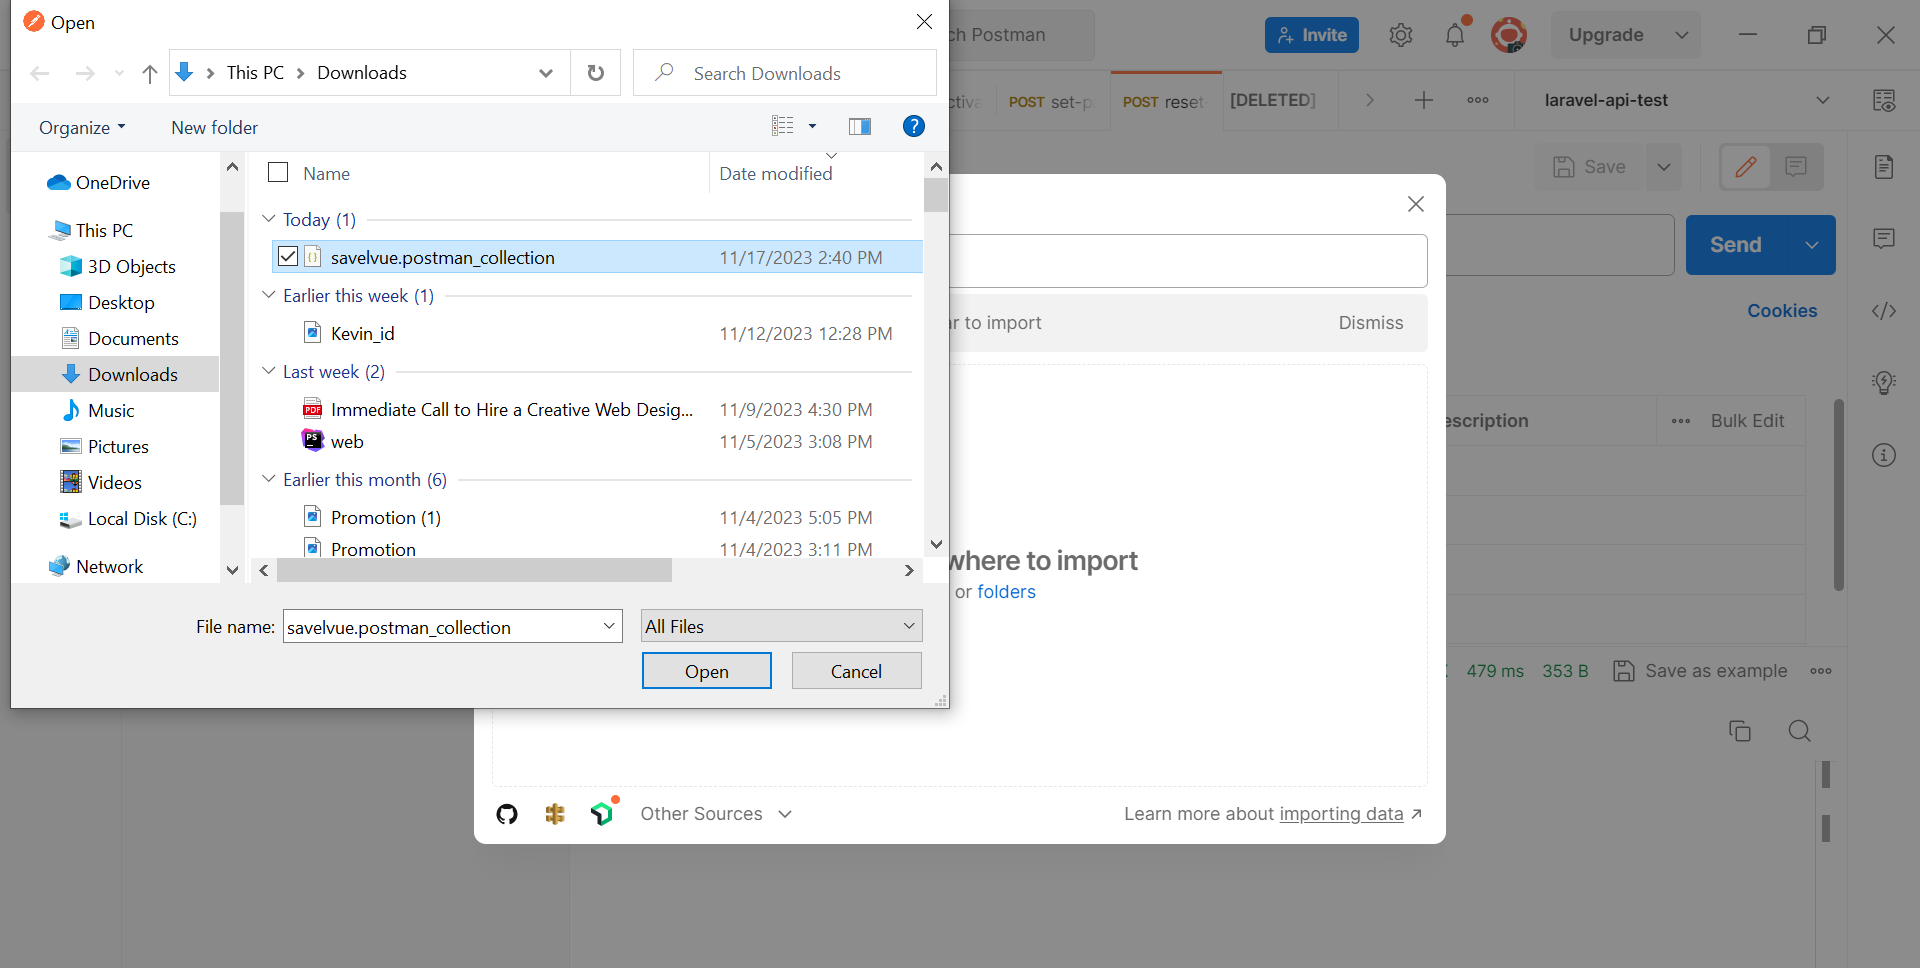 Open
This PC
Downloads
Search Downloads
Organize
New folder
OneDrive
This PC
3D Objects
Desktop
Documents
Downloads
Music
Pictures
Videos
Local Disk (C:)
Network
Name
Date modified
Today (1)
savelvue.postman_collection 11/17/2023 2:40 PM
Earlier this week (1)
Kevin_id 11/12/2023 12:28 PM
Last week (2)
Immediate Call to Hire a Creative Web Desig... 11/9/2023 4:30 PM
web 11/5/2023 3:08 PM
Earlier this month (6)
Promotion (1) 11/4/2023 5:05 PM
Promotion 11/4/2023 3:11 PM
File name: savelvue.postman_collection
All Files
Open
Cancel
Postman
Invite
Upgrade
POST set-p
POST reset-
[DELETED]
laravel-api-test
Save
Send
Cookies
to import
Dismiss
Bulk Edit
where to import
or folders
479 ms 353 B Save as example
Other Sources
Learn more about importing data